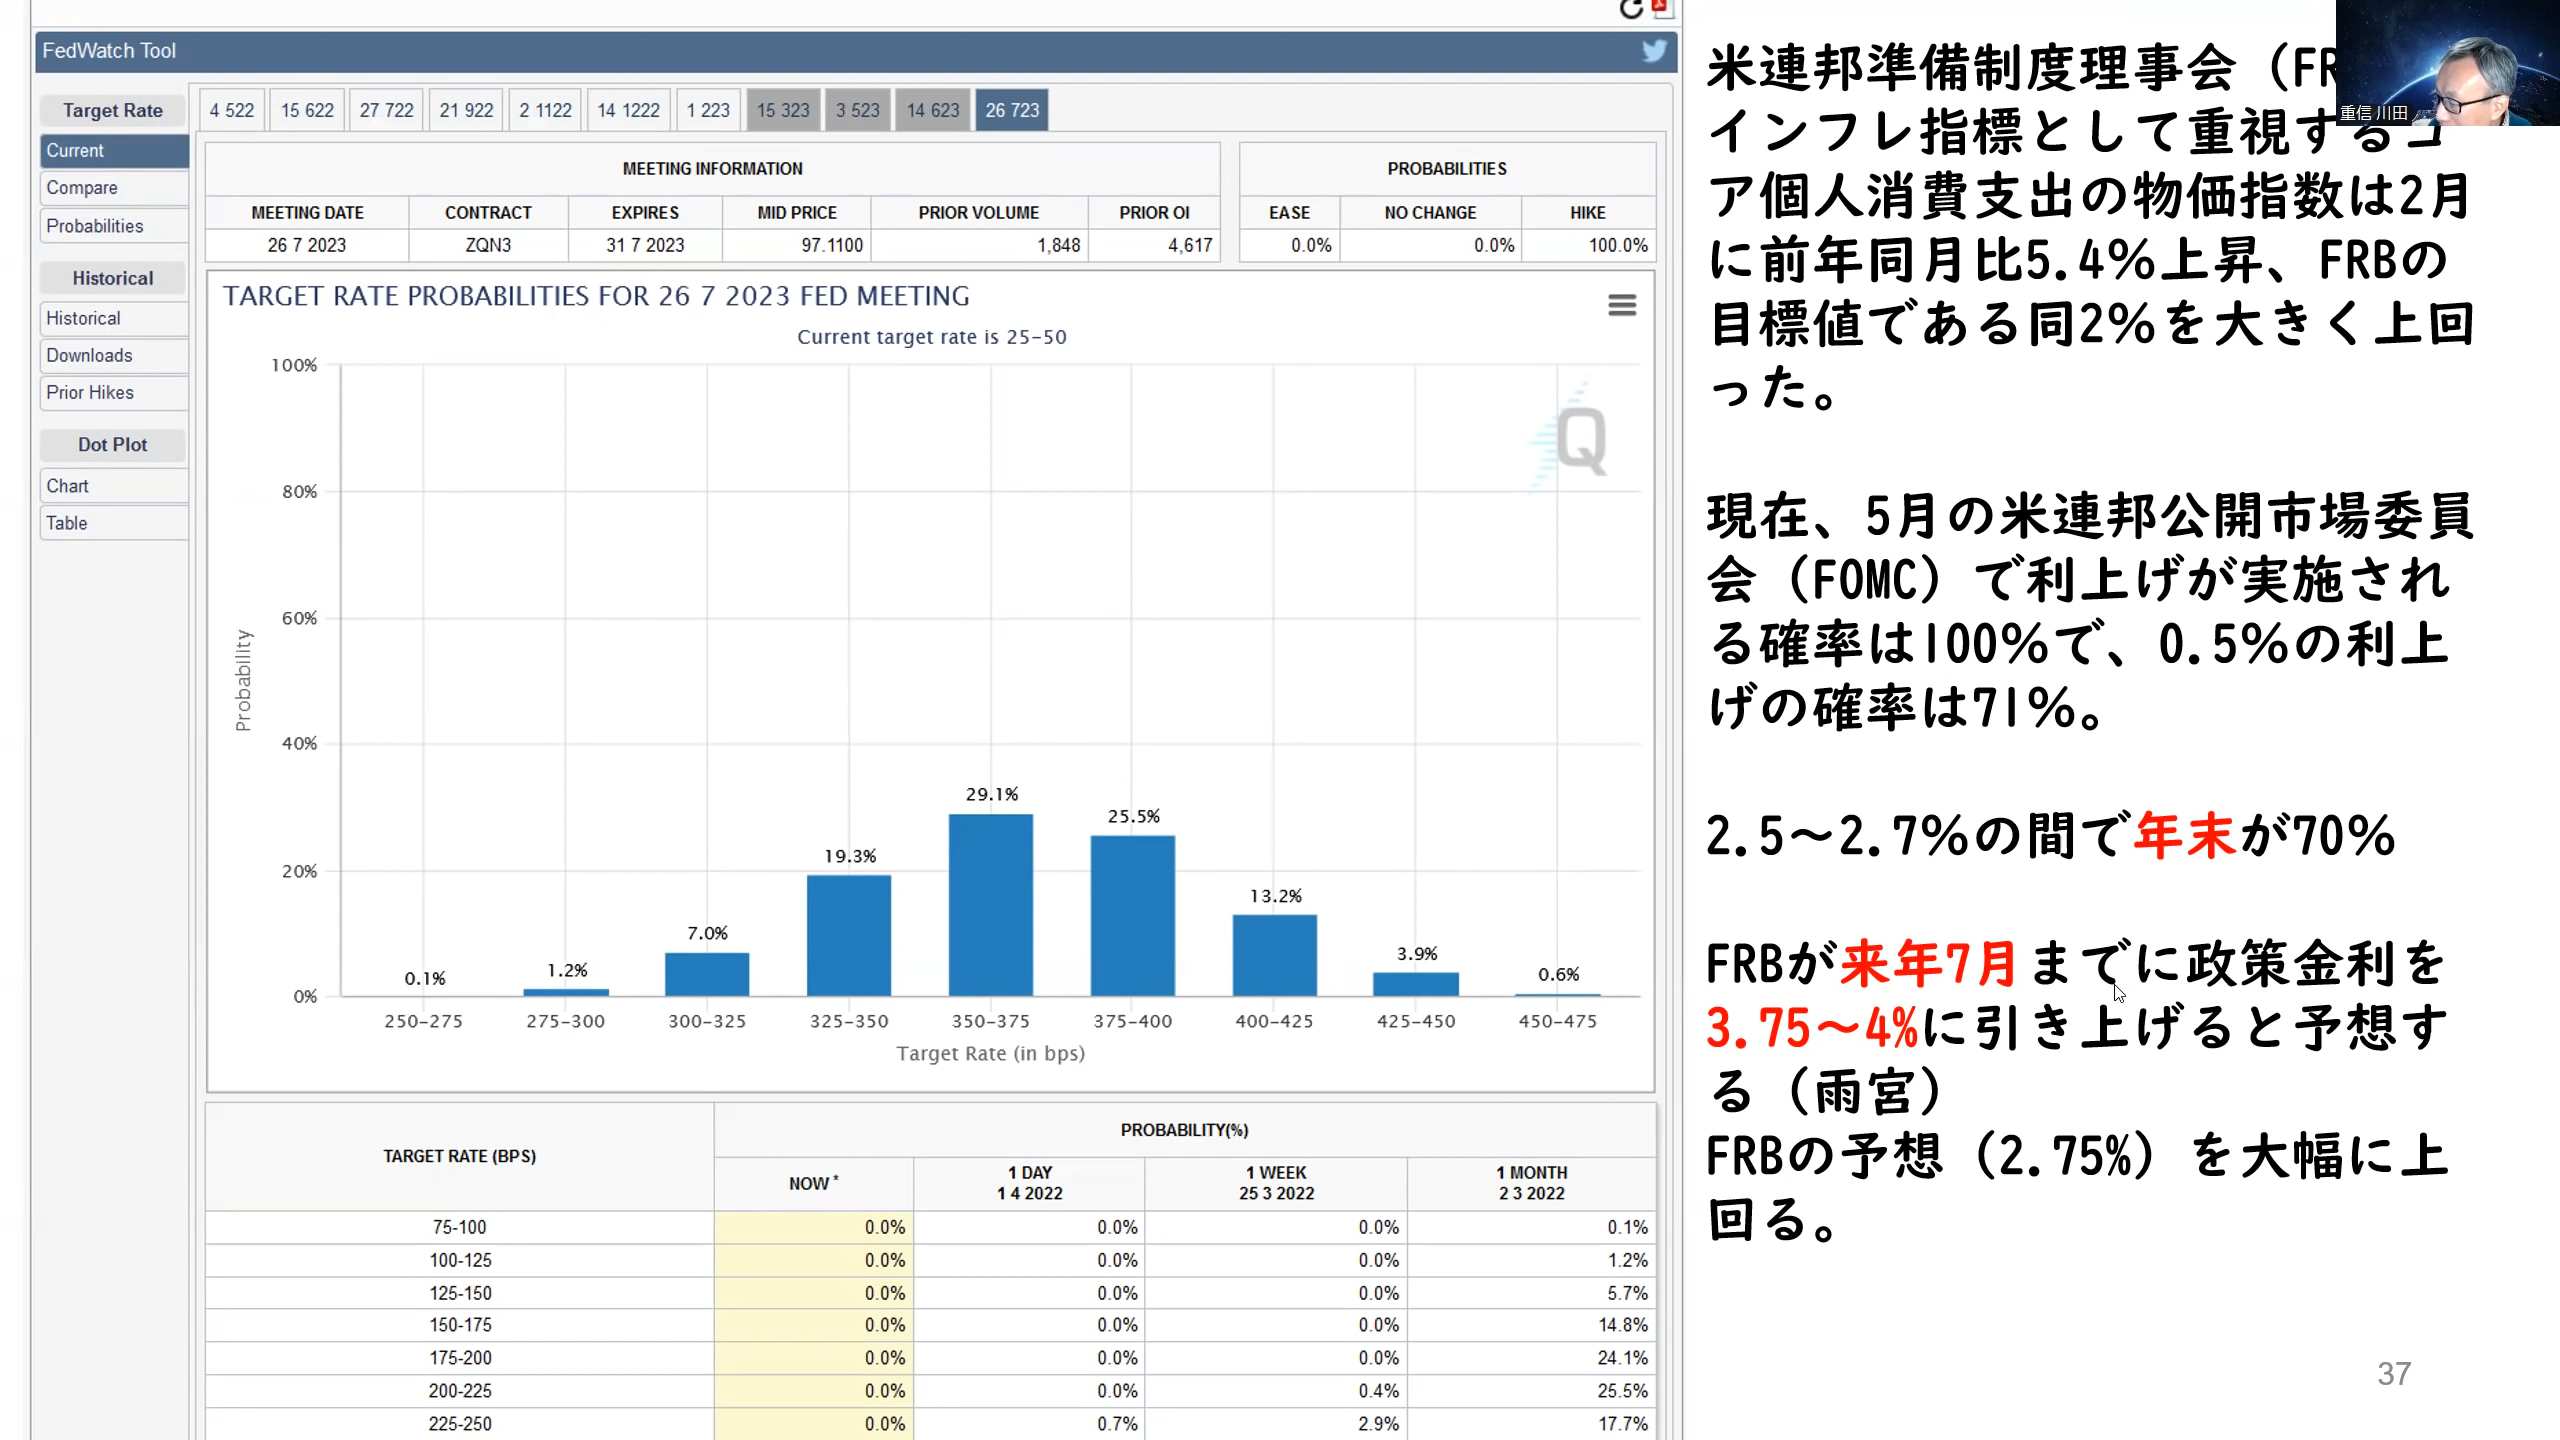 FedWatch Tool
Target Rate
Current
Compare
Probabilities
Historical
Historical
Downloads
Prior Hikes
Dot Plot
Chart
Table
4 522 15 622 27 722 21 922 2 1122 14 1222 1 223 15 323 3 523 14 623 26 723
MEETING INFORMATION
MEETING DATE CONTRACT EXPIRES MID PRICE PRIOR VOLUME PRIOR OI
26 7 2023 ZQN3 31 7 2023 97.1100 1,848 4,617
PROBABILITIES
EASE NO CHANGE HIKE
0.0% 0.0% 100.0%
TARGET RATE PROBABILITIES FOR 26 7 2023 FED MEETING
Current target rate is 25-50
Q
Probability
100%
80%
60%
40%
20%
0%
0.1% 1.2% 7.0% 19.3% 29.1% 25.5% 13.2% 3.9% 0.6%
250-275 275-300 300-325 325-350 350-375 375-400 400-425 425-450 450-475
Target Rate (in bps)
TARGET RATE (BPS)
PROBABILITY(%)
NOW *
1 DAY
1 4 2022
1 WEEK
25 3 2022
1 MONTH
2 3 2022
75-100 0.0% 0.0% 0.0% 0.1%
100-125 0.0% 0.0% 0.0% 1.2%
125-150 0.0% 0.0% 0.0% 5.7%
150-175 0.0% 0.0% 0.0% 14.8%
175-200 0.0% 0.0% 0.0% 24.1%
200-225 0.0% 0.0% 0.4% 25.5%
225-250 0.0% 0.7% 2.9% 17.7%
米連邦準備制度理事会（FR
インフレ指標として重視するコ
ア個人消費支出の物価指数は2月
に前年同月比5.4%上昇、FRBの
目標値である同2%を大きく上回
った。
現在、5月の米連邦公開市場委員
会（FOMC）で利上げが実施され
る確率は100%で、0.5%の利上
げの確率は71%。
2.5～2.7%の間で年末が70%
FRBが来年7月までに政策金利を
3.75～4%に引き上げると予想す
る（雨宮）
FRBの予想（2.75%）を大幅に上
回る。
重信 川田
37